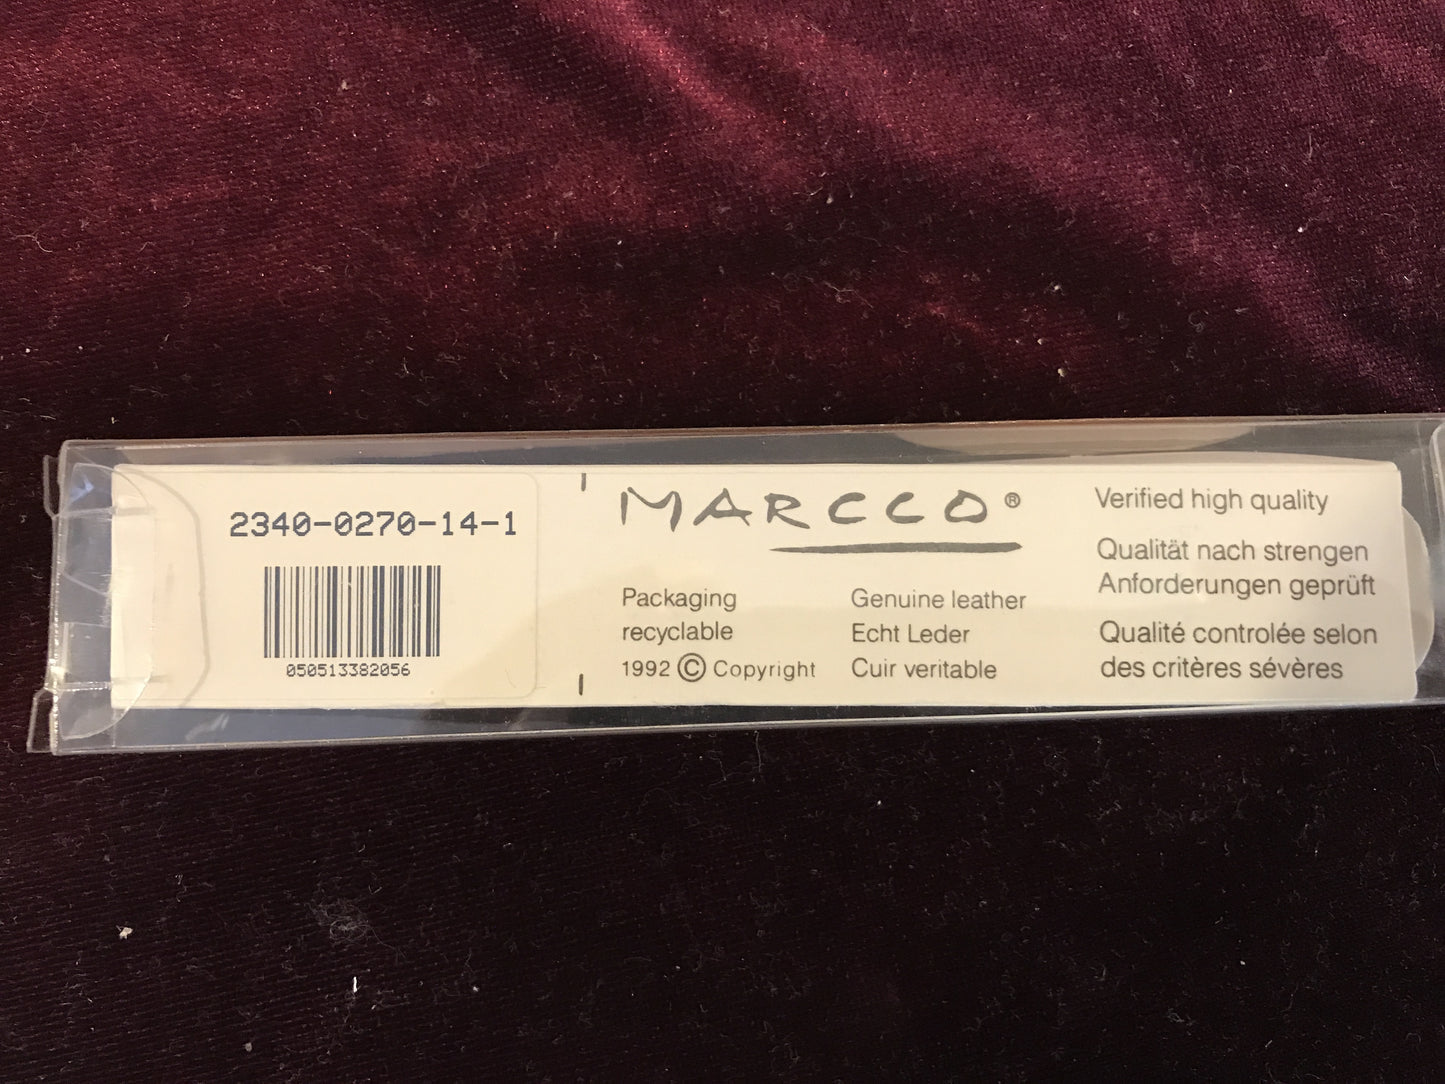 2340-0270-14-1
050513382056
MARCCO®
Packaging
recyclable
1992 © Copyright
Genuine leather
Echt Leder
Cuir veritable
Verified high quality
Qualität nach strengen
Anforderungen geprüft
Qualité controlée selon
des critères sévères